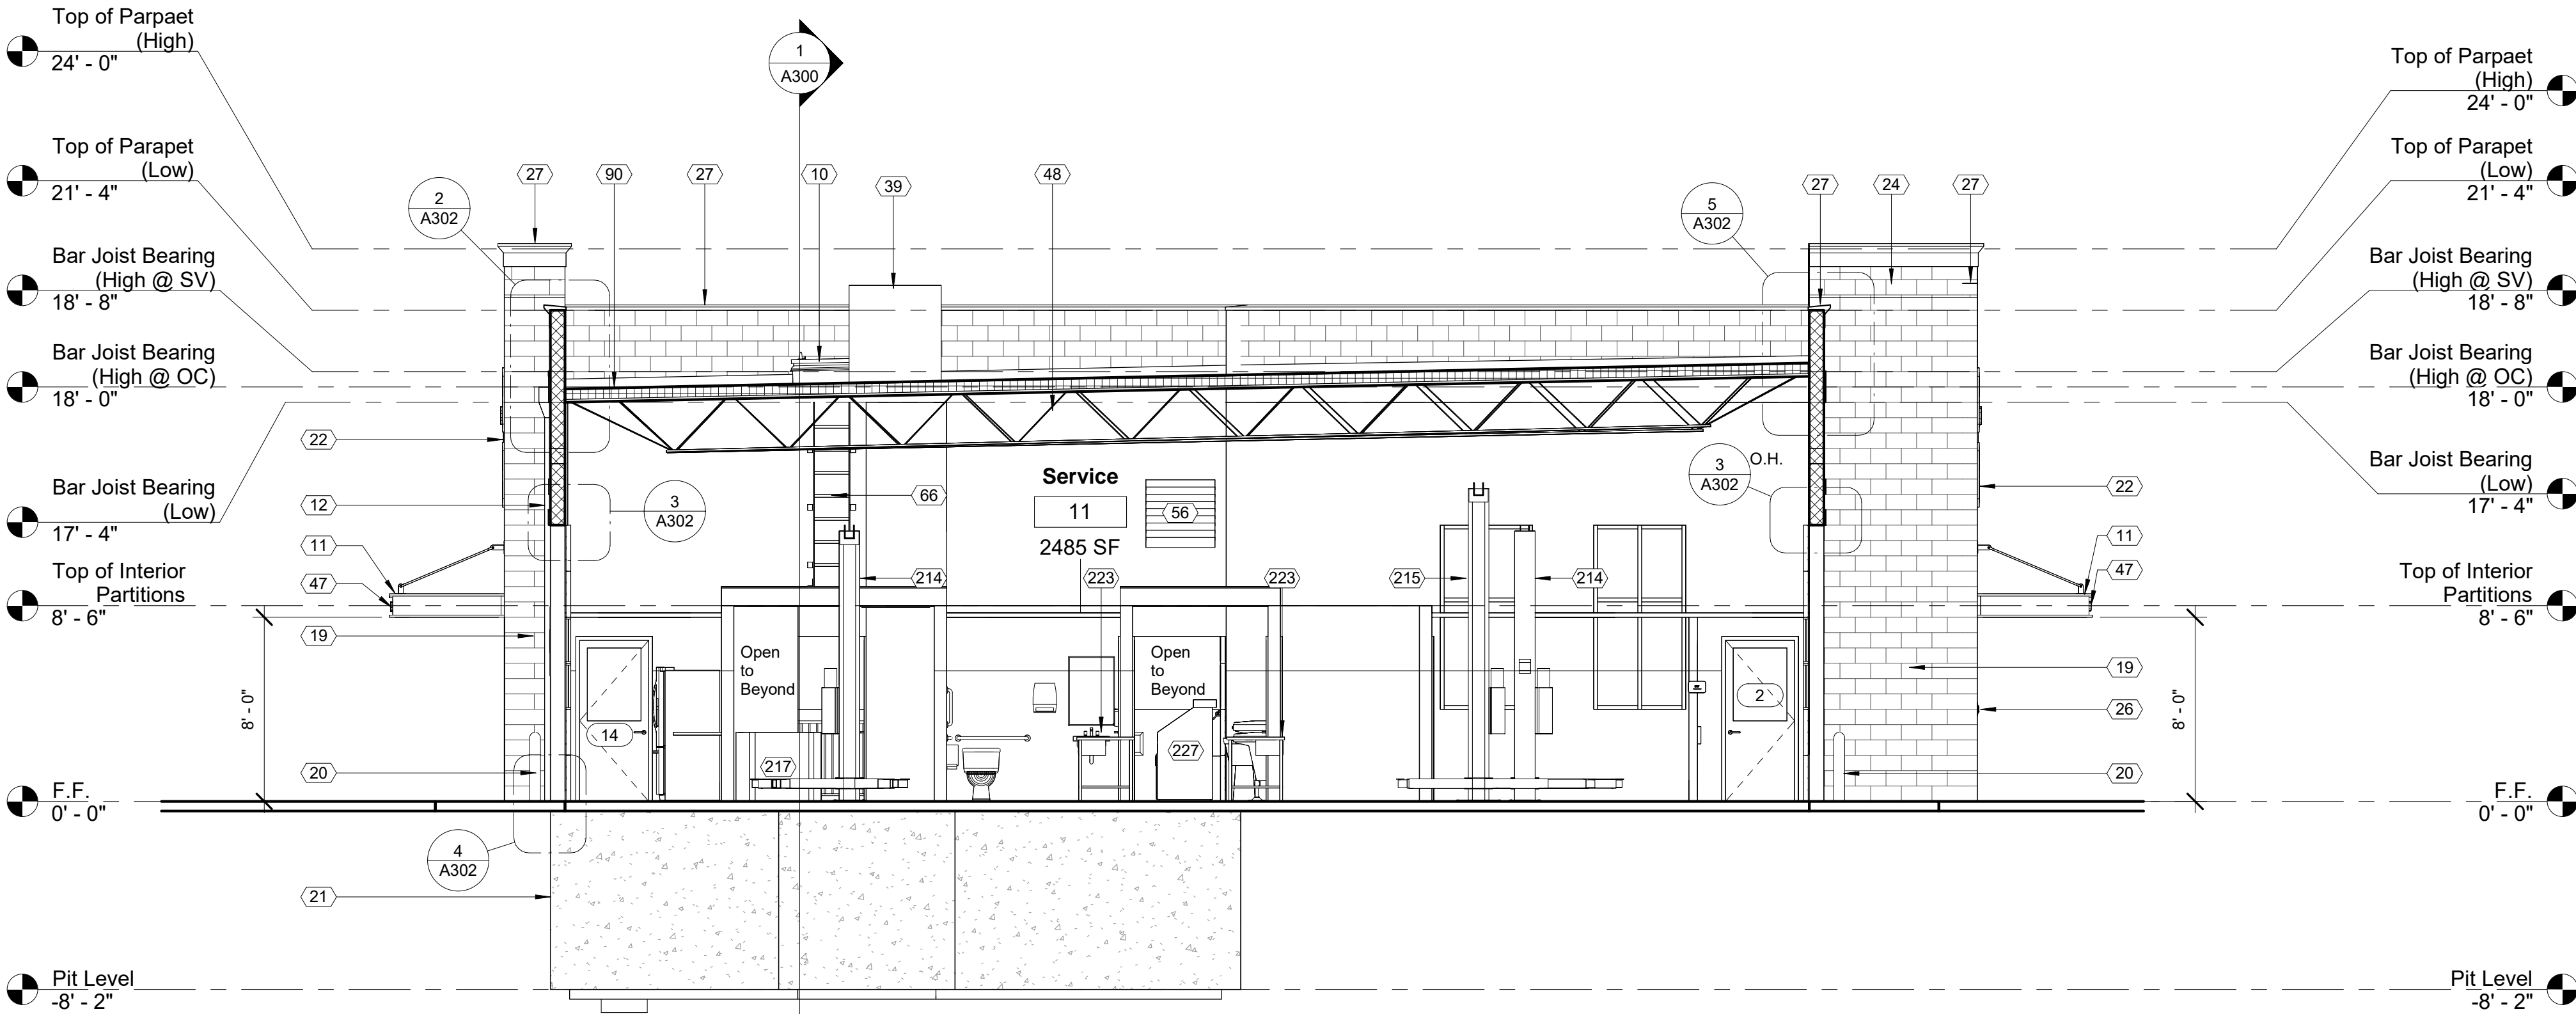 Top of Parpaet
(High)
24' - 0"
Top of Parapet
(Low)
21' - 4"
Bar Joist Bearing
(High @ SV)
18' - 8"
Bar Joist Bearing
(High @ OC)
18' - 0"
Bar Joist Bearing
(Low)
17' - 4"
Top of Interior
Partitions
8' - 6"
F.F.
0' - 0"
Pit Level
-8' - 2"
1
A300
27
90
27
10
39
48
27
24
27
2
A302
5
A302
22
12
11
47
19
20
21
8' - 0"
3
A302
4
A302
66
Service
11
2485 SF
56
3
A302
O.H.
214
223
223
215
214
Open
to
Beyond
Open
to
Beyond
14
217
227
2
22
11
47
19
26
20
8' - 0"
Top of Parpaet
(High)
24' - 0"
Top of Parapet
(Low)
21' - 4"
Bar Joist Bearing
(High @ SV)
18' - 8"
Bar Joist Bearing
(High @ OC)
18' - 0"
Bar Joist Bearing
(Low)
17' - 4"
Top of Interior
Partitions
8' - 6"
F.F.
0' - 0"
Pit Level
-8' - 2"